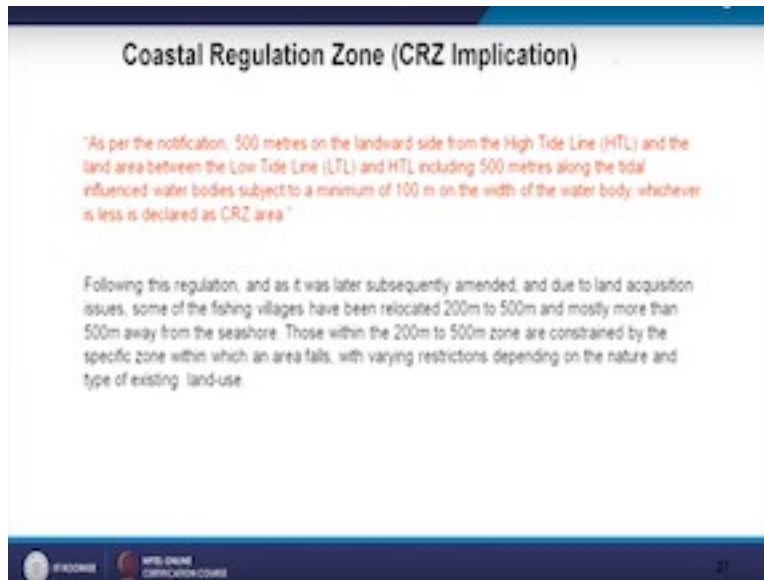 Coastal Regulation Zone (CRZ Implication)
"As per the notification, 500 metres on the landward side from the High Tide Line (HTL) and the
land area between the Low Tide Line (LTL) and HTL including 500 metres along the tidal
influenced water bodies subject to a minimum of 100 m on the width of the water body, whichever
is less is declared as CRZ area."
Following this regulation, and as it was later subsequently amended, and due to land acquisition
issues, some of the fishing villages have been relocated 200m to 500m and mostly more than
500m away from the seashore. Those within the 200m to 500m zone are constrained by the
specific zone within which an area falls, with varying restrictions depending on the nature and
type of existing land-use
IIT ROORKEE
NPTEL ONLINE
CERTIFICATION COURSE